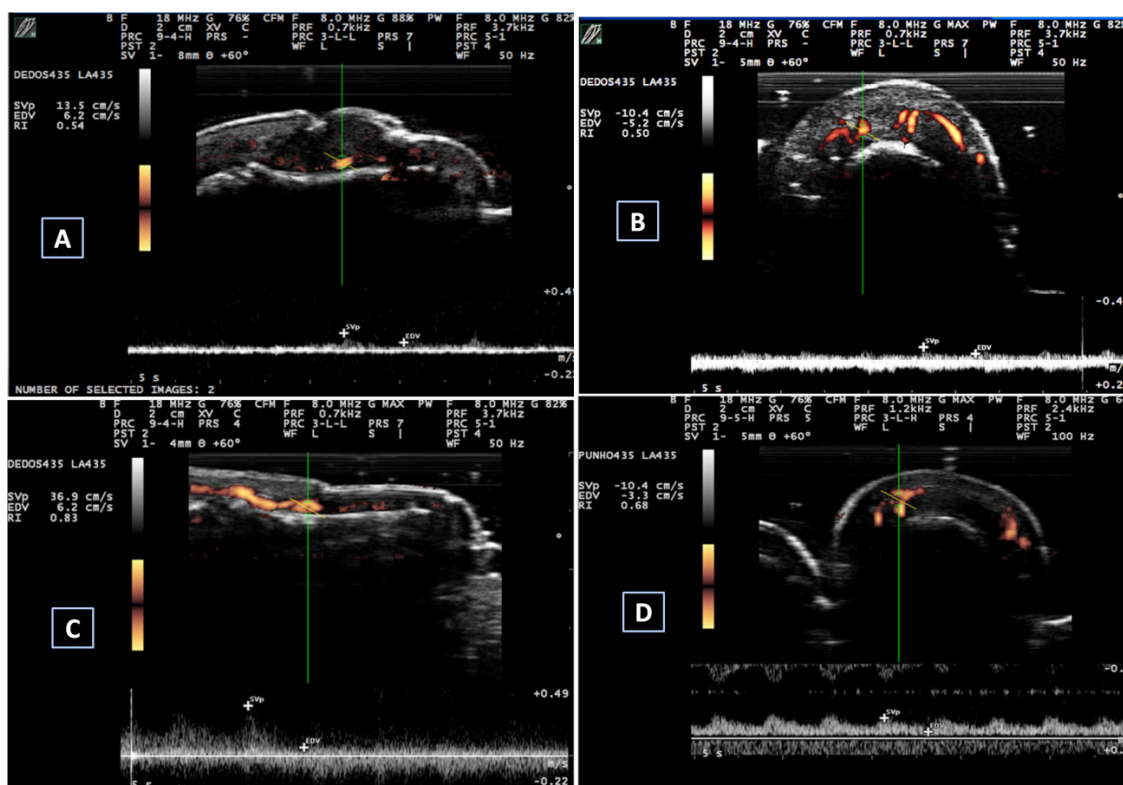 B F 18 MHz G 76% CFM F 8.0 MHz G 88% PW F 8.0 MHz G 82%
D 2 cm XV C PRF 0.7kHz PRF 3.7kHz
PRC 9-4-H PRS - PRC 3-L-L PRS 7 PRC 5-1
PST 2 WF L S | PST 4
SV 1- 8mm θ +60° WF 50 Hz
DEDOS435 LA435
SVp 13.5 cm/s
EDV 6.2 cm/s
RI 0.54
A
SVp
EDV
5 s
NUMBER OF SELECTED IMAGES: 2
B F 18 MHz G 76% CFM F 8.0 MHz G MAX PW F 8.0 MHz G 82%
D 2 cm XV C PRF 0.7kHz PRF 3.7kHz
PRC 9-4-H PRS - PRC 3-L-L PRS 7 PRC 5-1
PST 2 WF L S | PST 4
SV 1- 5mm θ +60° WF 50 Hz
DEDOS435 LA435
SVp -10.4 cm/s
EDV -5.2 cm/s
RI 0.50
B
SVp
EDV
5 s
B F 18 MHz G 76% CFM F 8.0 MHz G MAX PW F 8.0 MHz G 82%
D 2 cm XV C PRF 0.7kHz PRF 3.7kHz
PRC 9-4-H PRS 4 PRC 3-L-L PRS 7 PRC 5-1
PST 2 WF L S | PST 4
SV 1- 4mm θ +60° WF 50 Hz
DEDOS435 LA435
SVp 36.9 cm/s
EDV 6.2 cm/s
RI 0.83
C
+0.49
SVp
EDV
m/s
-0.22
5 s
B F 18 MHz G 76% CFM F 8.0 MHz G MAX PW F 8.0 MHz G
D 2 cm XV C PRF 1.2kHz PRF 2.4kHz
PRC 9-5-H PRS 5 PRC 3-L-H PRS 4 PRC 5-1
PST 2 WF L S | PST 4
SV 1- 5mm θ +60° WF 100 Hz
PUNHO435 LA435
SVp -10.4 cm/s
EDV -3.3 cm/s
RI 0.68
D
SVp
EDV
5 s